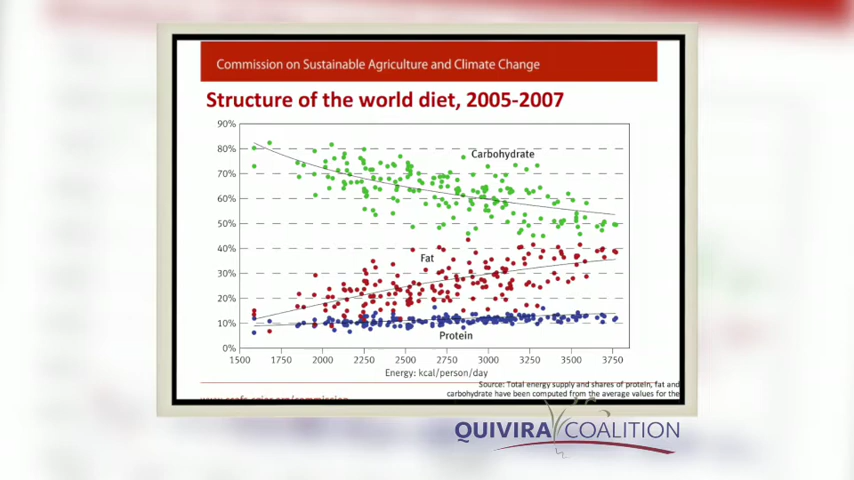 Commission on Sustainable Agriculture and Climate Change
Structure of the world diet, 2005-2007
90%
80%
70%
60%
50%
40%
30%
20%
10%
0%
Carbohydrate
Fat
Protein
1500 1750 2000 2250 2500 2750 3000 3250 3500 3750
Energy: kcal/person/day
Source: Total energy supply and shares of protein, fat and
carbohydrate have been computed from the average values for the
QUIVIRA COALITION